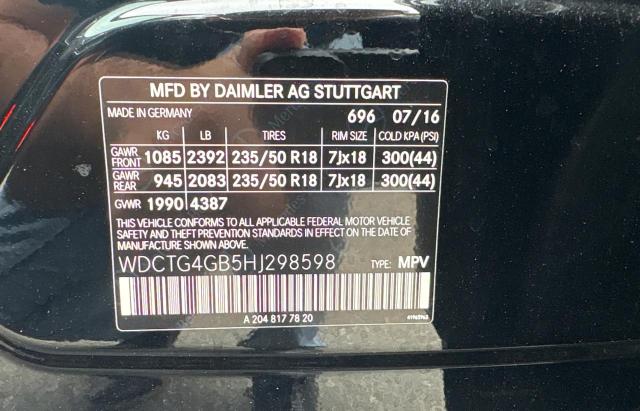 MFD BY DAIMLER AG STUTTGART
MADE IN GERMANY 696 07/16
KG LB TIRES RIM SIZE COLD KPA (PSI)
GAWR FRONT 1085 2392 235/50 R18 7Jx18 300(44)
GAWR REAR 945 2083 235/50 R18 7Jx18 300(44)
GVWR 1990 4387
THIS VEHICLE CONFORMS TO ALL APPLICABLE FEDERAL MOTOR VEHICLE
SAFETY AND THEFT PREVENTION STANDARDS IN EFFECT ON THE DATE
OF MANUFACTURE SHOWN ABOVE.
WDCTG4GB5HJ298598 TYPE: MPV
A 204 817 78 20